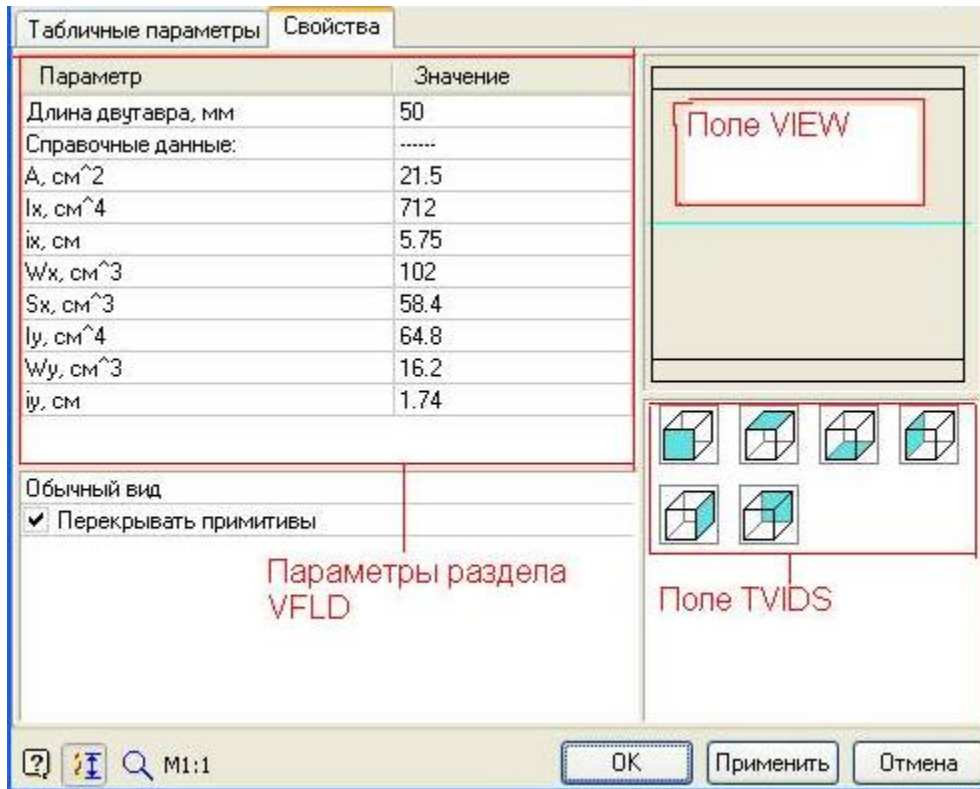 Табличные параметры Свойства
Параметр Значение
Длина двутавра, мм 50
Справочные данные: ------
A, см^2 21.5
Ix, см^4 712
ix, см 5.75
Wx, см^3 102
Sx, см^3 58.4
Iy, см^4 64.8
Wy, см^3 16.2
iy, см 1.74
Поле VIEW
Обычный вид
Перекрывать примитивы
Параметры раздела
VFLD
Поле TVIDS
M1:1
OK Применить Отмена